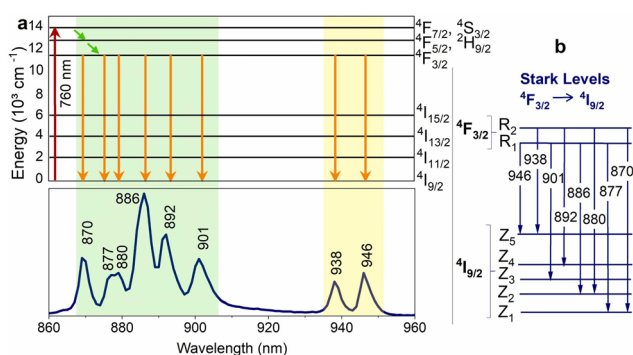 a
14
12
10
8
6
4
2
0
Energy (10³ cm⁻¹)
760 nm
⁴F₇/₂, ⁴S₃/₂
⁴F₅/₂, ²H₉/₂
⁴F₃/₂
⁴I₁₅/₂
⁴I₁₃/₂
⁴I₁₁/₂
⁴I₉/₂
870
877
880
886
892
901
938
946
860 880 900 920 940 960
Wavelength (nm)
b
Stark Levels
⁴F₃/₂ → ⁴I₉/₂
⁴F₃/₂
R₂
R₁
946
938
901
892
886
880
877
870
⁴I₉/₂
Z₅
Z₄
Z₃
Z₂
Z₁